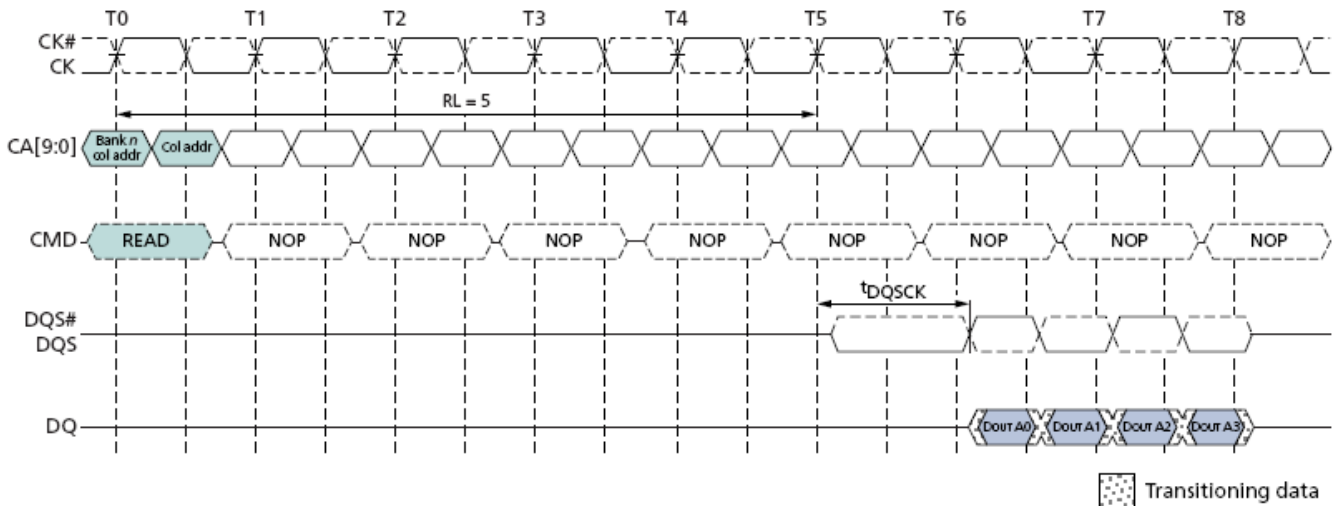 T0 T1 T2 T3 T4 T5 T6 T7 T8
CK#
CK
RL = 5
CA[9:0] Bank n Col addr
col addr
CMD READ NOP NOP NOP NOP NOP NOP NOP NOP
tDQSCK
DQS#
DQS
DQ DOUT A0 DOUT A1 DOUT A2 DOUT A3
Transitioning data